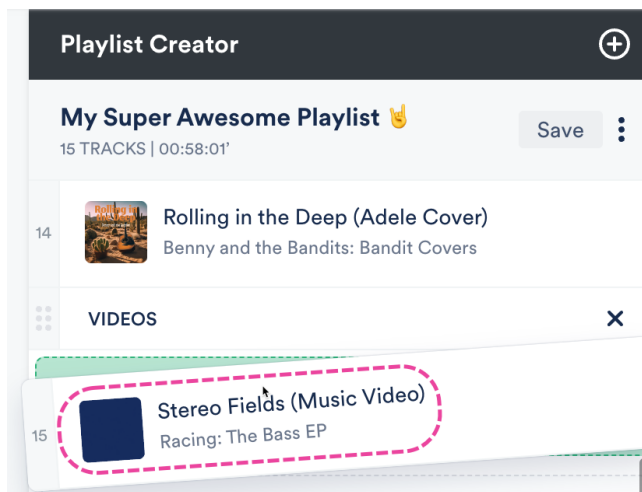 Playlist Creator
My Super Awesome Playlist 🤘
Save
15 TRACKS | 00:58:01’
14
Rolling in the Deep (Adele Cover)
Benny and the Bandits: Bandit Covers
VIDEOS
15
Stereo Fields (Music Video)
Racing: The Bass EP